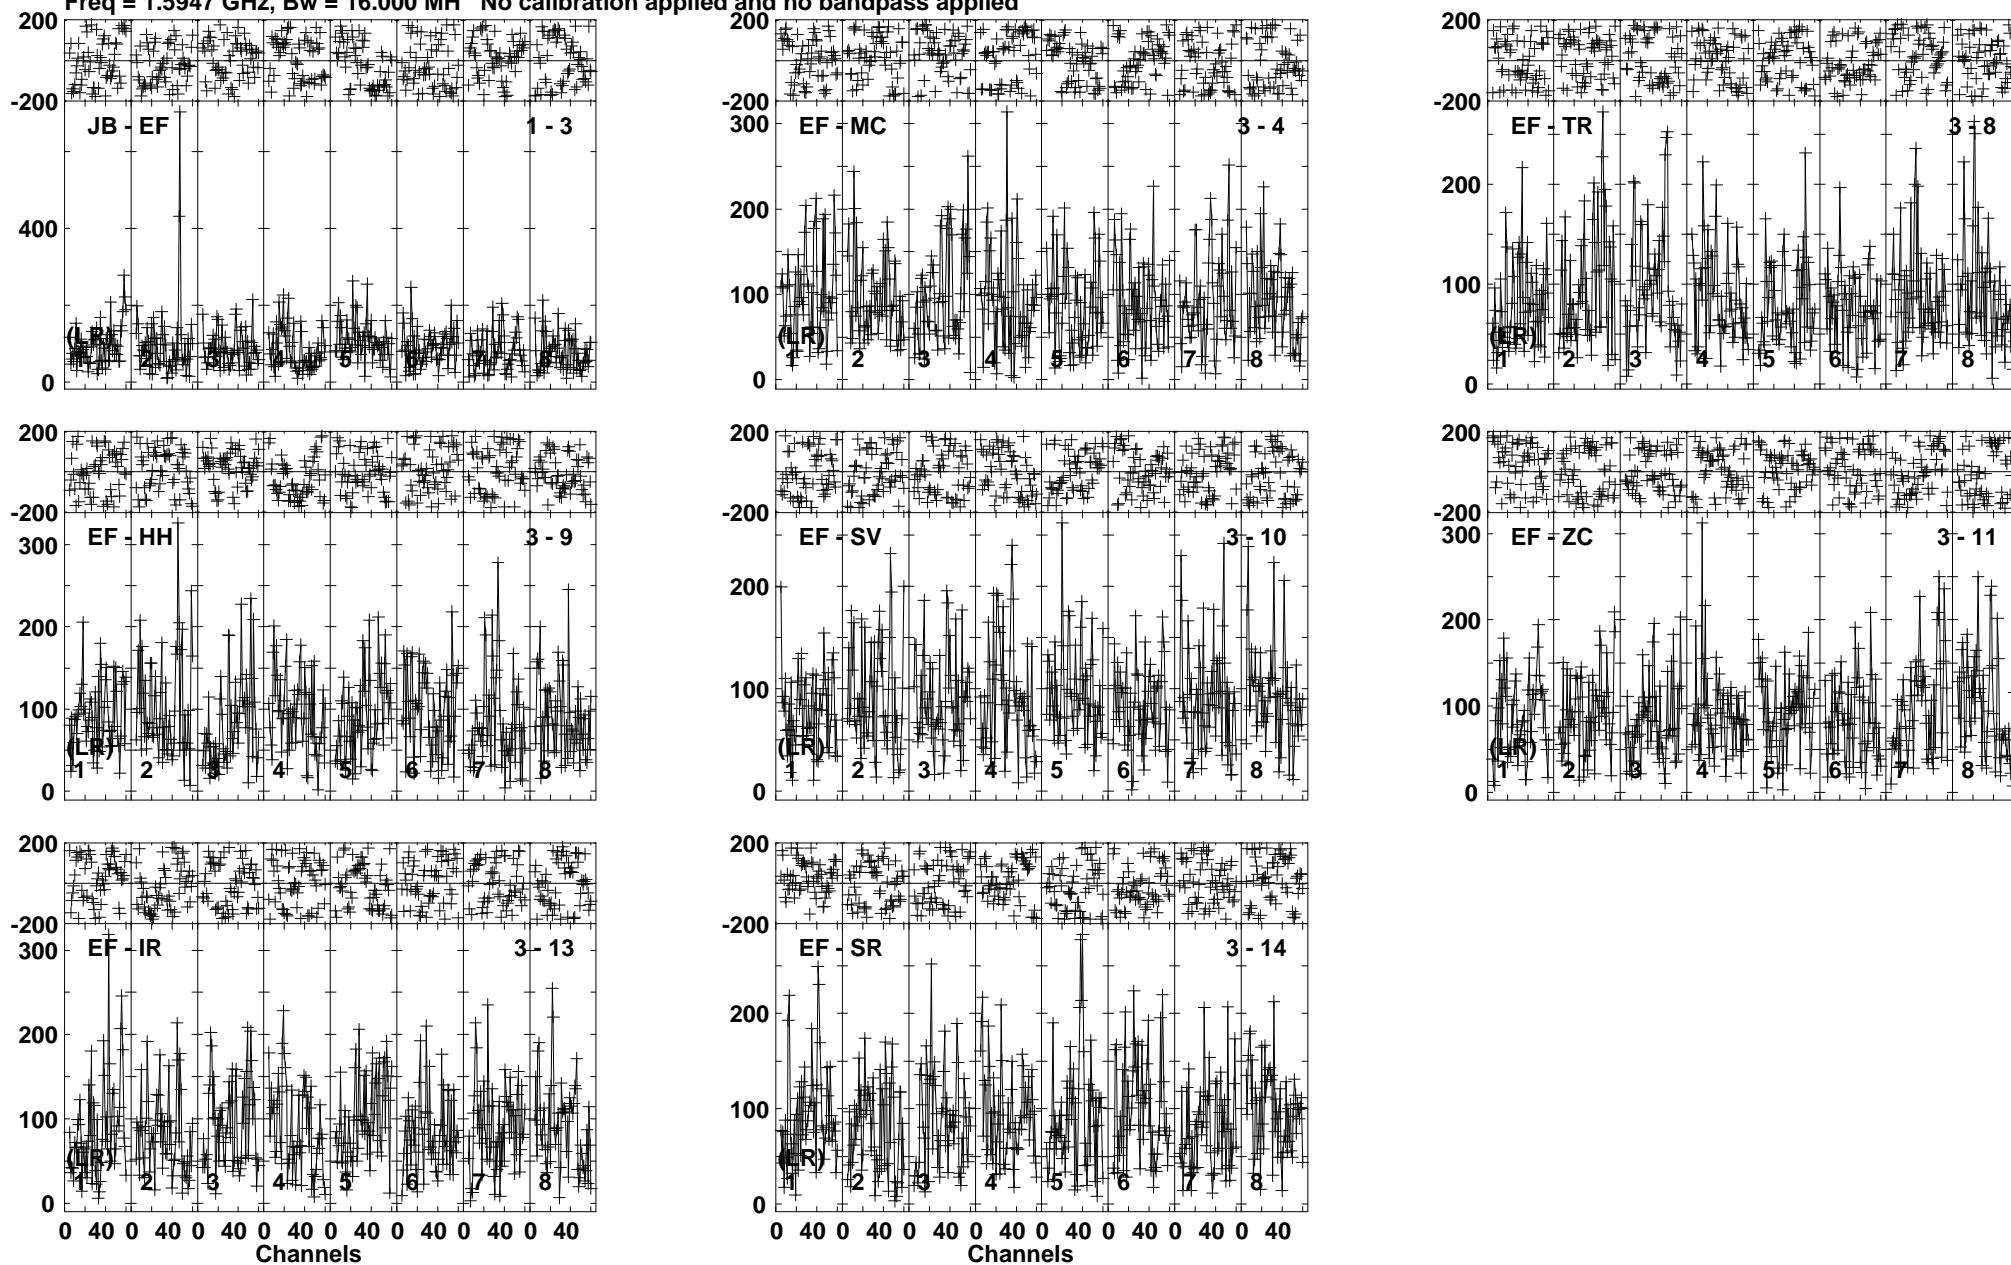 Freq = 1.5947 GHz, Bw = 16.000 MH No calibration applied and no bandpass applied
200
-200
JB - EF 1 - 3
400
(LR)
1 2 3 4 5 6 7 8
0
200
-200
EF - MC 3 - 4
300
200
100
(LR)
1 2 3 4 5 6 7 8
0
200
-200
EF - TR 3 - 8
200
100
(LR)
1 2 3 4 5 6 7 8
0
200
-200
EF - HH 3 - 9
300
200
100
(LR)
1 2 3 4 5 6 7 8
0
200
-200
EF - SV 3 - 10
200
100
(LR)
1 2 3 4 5 6 7 8
0
200
-200
EF - ZC 3 - 11
300
200
100
(LR)
1 2 3 4 5 6 7 8
0
200
-200
EF - IR 3 - 13
300
200
100
(LR)
1 2 3 4 5 6 7 8
0
0 40 0 40 0 40 0 40 0 40 0 40 0 40 0 40
Channels
200
-200
EF - SR 3 - 14
200
100
(LR)
1 2 3 4 5 6 7 8
0
0 40 0 40 0 40 0 40 0 40 0 40 0 40 0 40
Channels